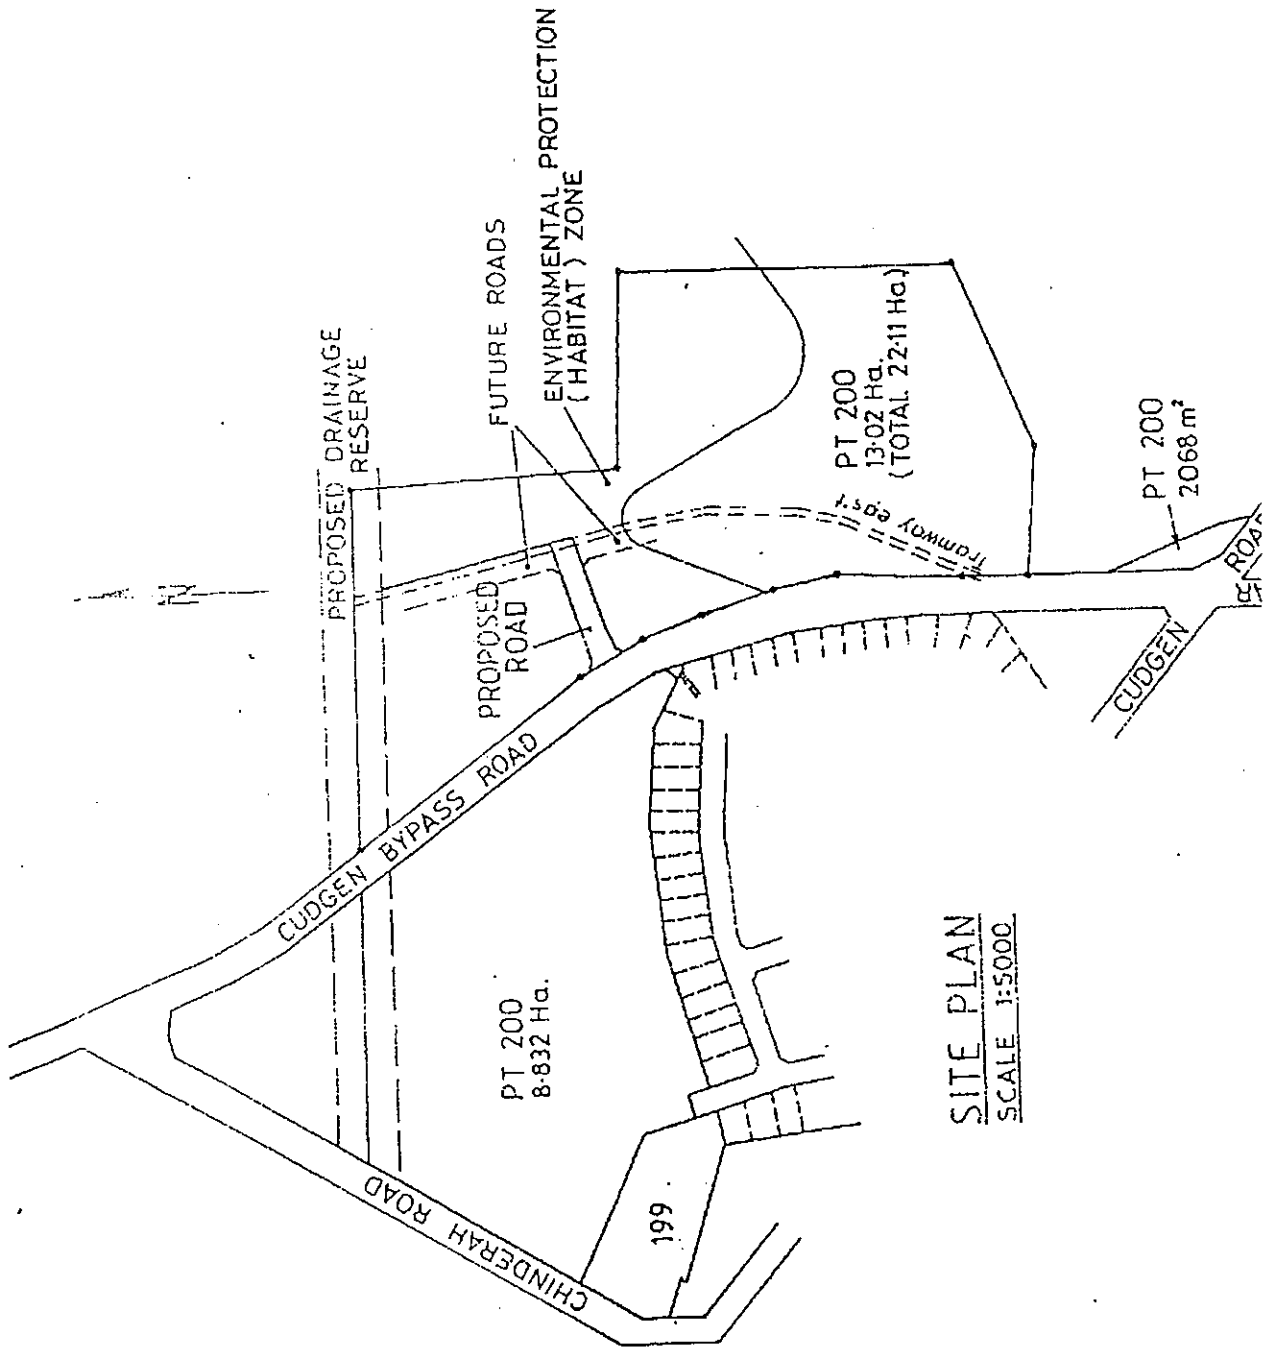 PROPOSED DRAINAGE
RESERVE
FUTURE ROADS
ENVIRONMENTAL PROTECTION
(HABITAT) ZONE
N
PROPOSED
ROAD
CUDGEN BYPASS ROAD
CHINDERAH ROAD
PT 200
8·832 Ha.
PT 200
13·02 Ha.
(TOTAL 22·11 Ha)
Tramway eas't
PT 200
2068 m²
199
CUDGEN
ROAD
SITE PLAN
SCALE 1:5000